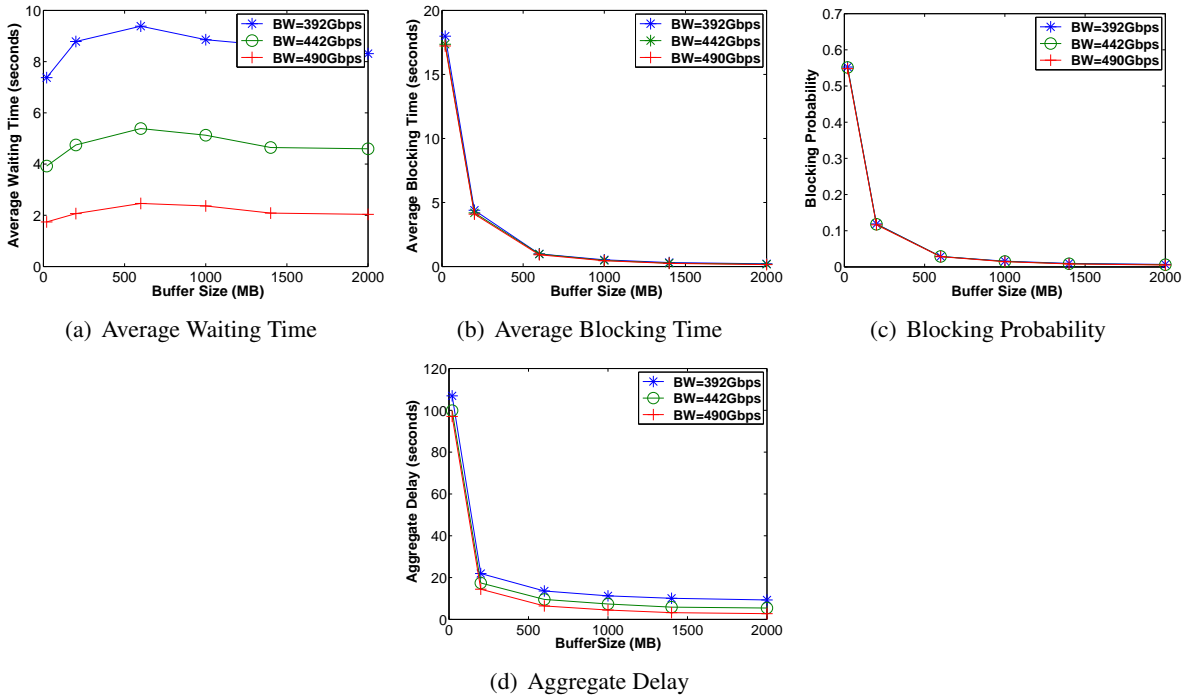 BW=392Gbps
BW=442Gbps
BW=490Gbps
Average Waiting Time (seconds)
10
8
6
4
2
0
0 500 1000 1500 2000
Buffer Size (MB)
(a) Average Waiting Time
BW=392Gbps
BW=442Gbps
BW=490Gbps
Average Blocking Time (seconds)
20
15
10
5
0
0 500 1000 1500 2000
Buffer Size (MB)
(b) Average Blocking Time
BW=392Gbps
BW=442Gbps
BW=490Gbps
Blocking Probability
0.7
0.6
0.5
0.4
0.3
0.2
0.1
0
0 500 1000 1500 2000
Buffer Size (MB)
(c) Blocking Probability
BW=392Gbps
BW=442Gbps
BW=490Gbps
Aggregate Delay (seconds)
120
100
80
60
40
20
0
0 500 1000 1500 2000
BufferSize (MB)
(d) Aggregate Delay